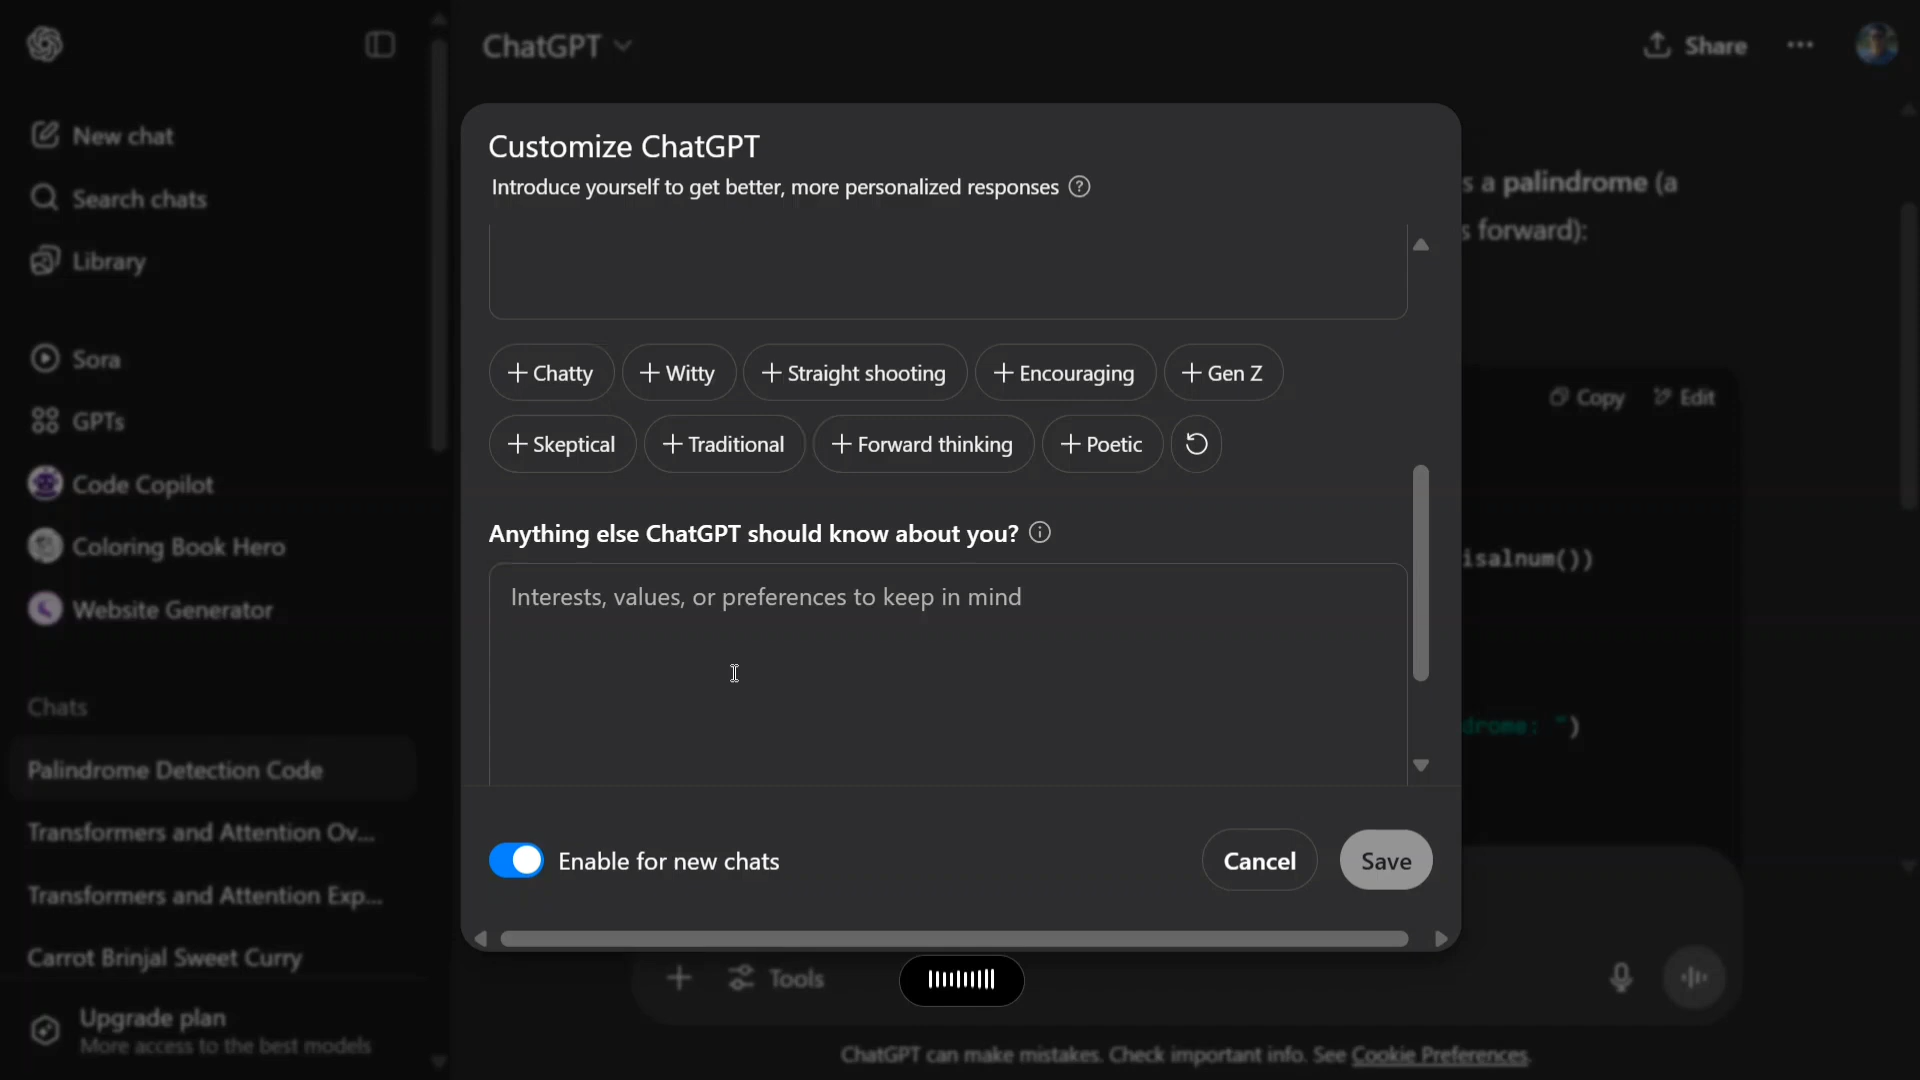 ChatGPT
Share
New chat
Search chats
Library
Sora
GPTs
Code Copilot
Coloring Book Hero
Website Generator
Chats
Palindrome Detection Code
Transformers and Attention Ov...
Transformers and Attention Exp...
Carrot Brinjal Sweet Curry
Upgrade plan
More access to the best models
Customize ChatGPT
Introduce yourself to get better, more personalized responses
Chatty
Witty
Straight shooting
Encouraging
Gen Z
Skeptical
Traditional
Forward thinking
Poetic
Anything else ChatGPT should know about you?
Interests, values, or preferences to keep in mind
Enable for new chats
Cancel
Save
s a palindrome (a
s forward):
Copy
Edit
isalnum())
drome: ")
Tools
ChatGPT can make mistakes. Check important info. See Cookie Preferences.